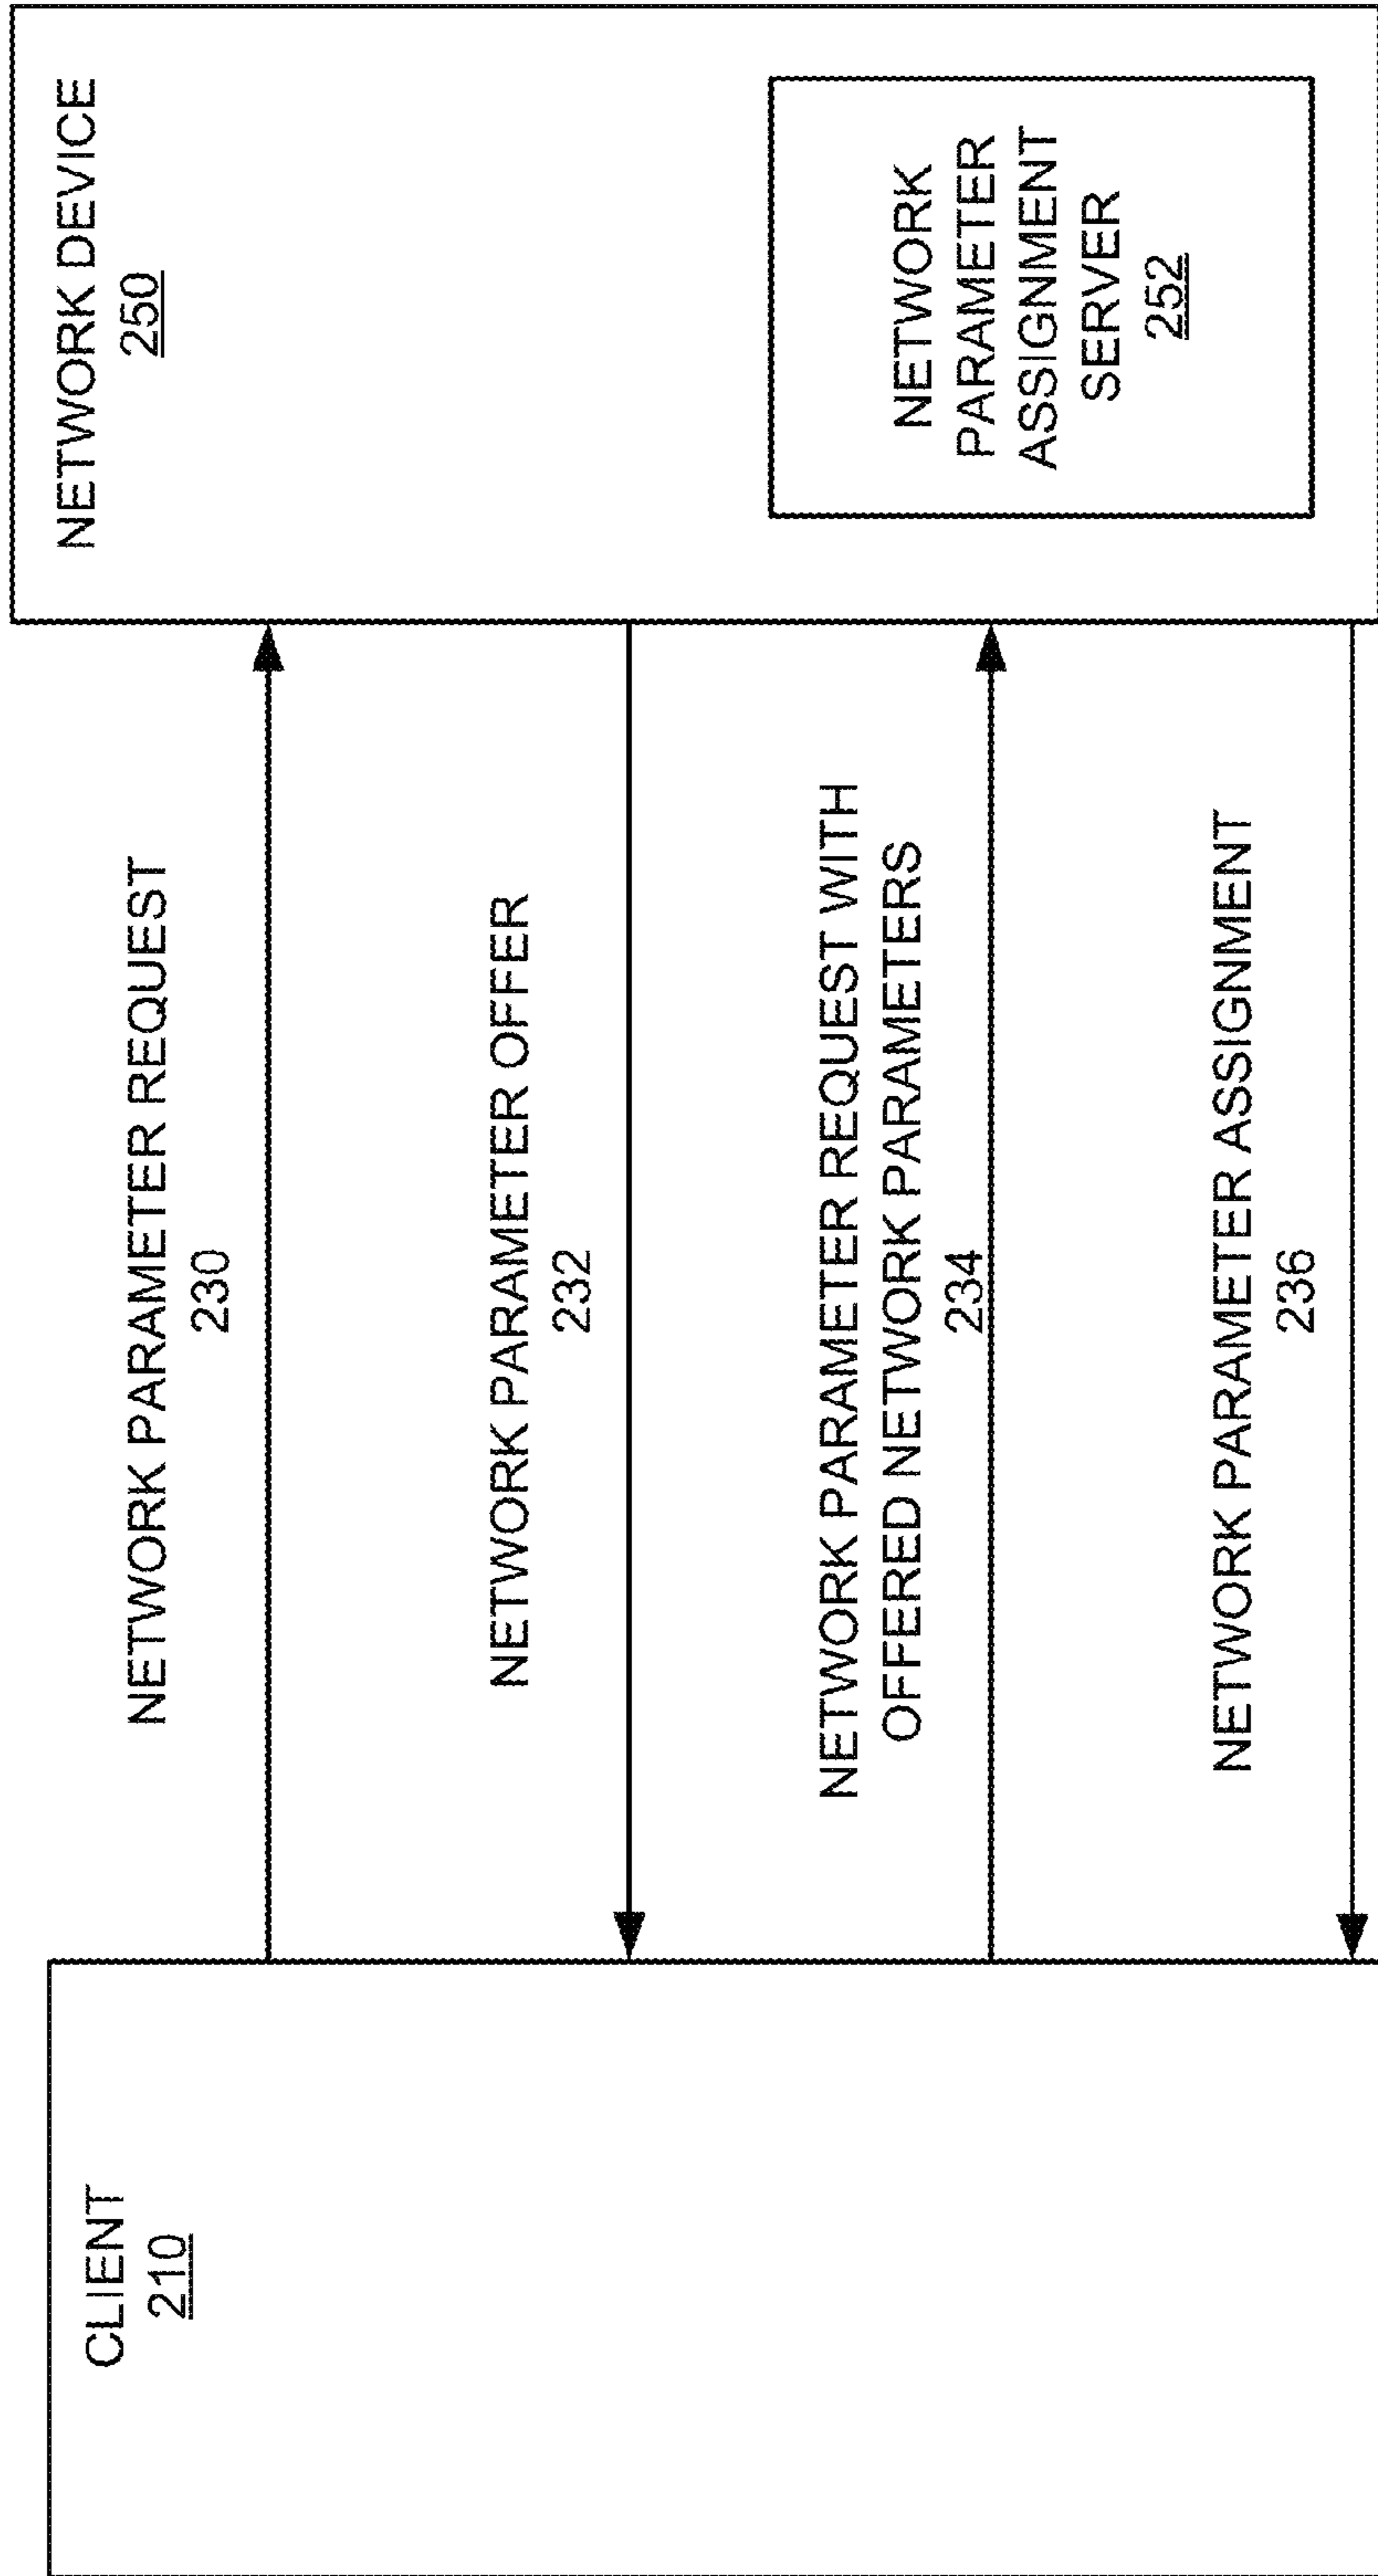 CLIENT
210
NETWORK PARAMETER REQUEST
230
NETWORK PARAMETER OFFER
232
NETWORK PARAMETER REQUEST WITH
OFFERED NETWORK PARAMETERS
234
NETWORK PARAMETER ASSIGNMENT
236
NETWORK DEVICE
250
NETWORK
PARAMETER
ASSIGNMENT
SERVER
252